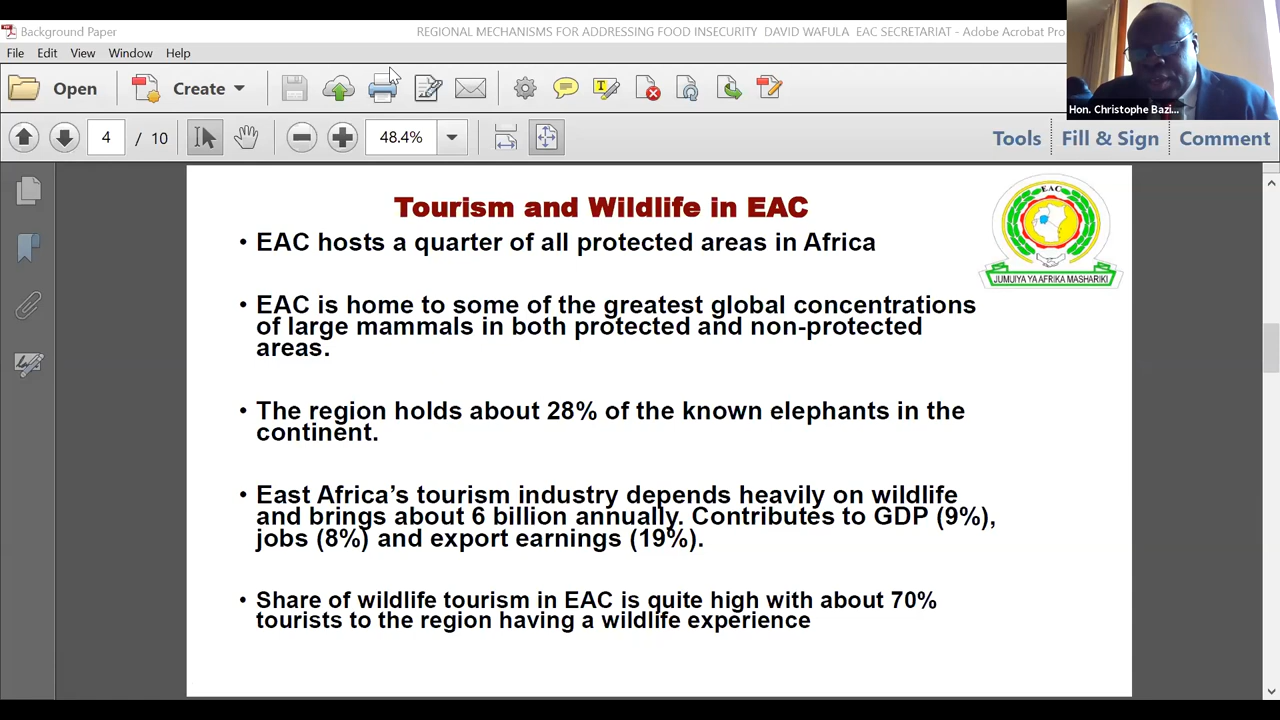 Background Paper
REGIONAL MECHANISMS FOR ADDRESSING FOOD INSECURITY DAVID WAFULA EAC SECRETARIAT - Adobe Acrobat Pro
File Edit View Window Help
Open Create
4 / 10 48.4% Tools Fill & Sign Comment
Hon. Christophe Bazi...
Tourism and Wildlife in EAC
EAC
JUMUIYA YA AFRIKA MASHARIKI
• EAC hosts a quarter of all protected areas in Africa
• EAC is home to some of the greatest global concentrations
of large mammals in both protected and non-protected
areas.
• The region holds about 28% of the known elephants in the
continent.
• East Africa’s tourism industry depends heavily on wildlife
and brings about 6 billion annually. Contributes to GDP (9%),
jobs (8%) and export earnings (19%).
• Share of wildlife tourism in EAC is quite high with about 70%
tourists to the region having a wildlife experience